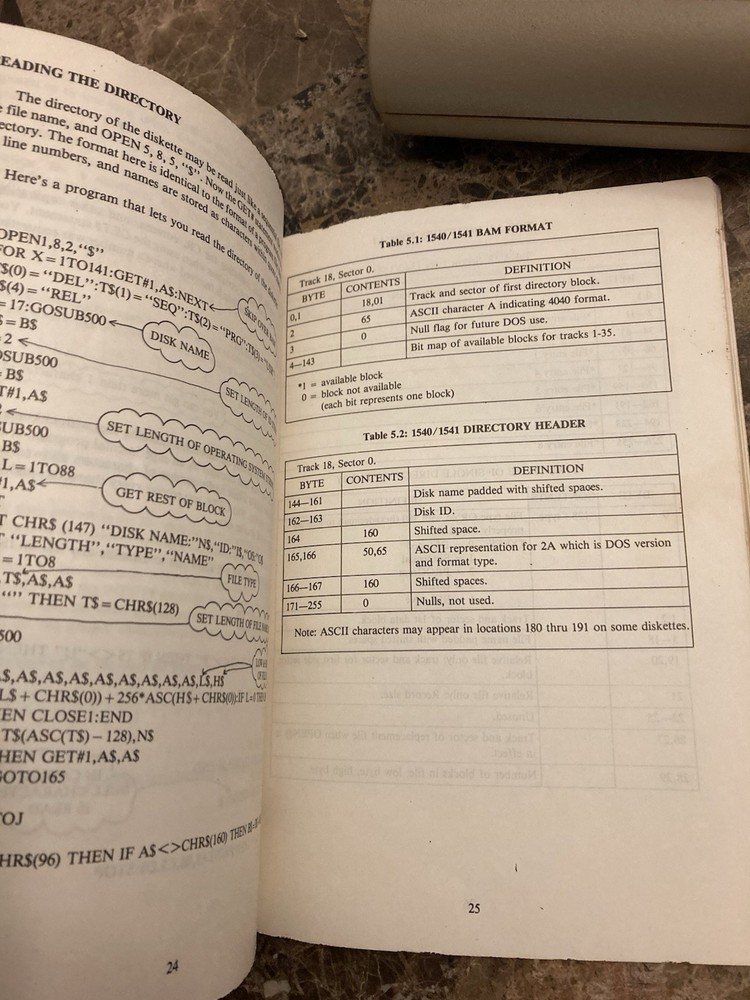 EADING THE DIRECTORY
The directory of the diskette may be read just like a
file name, and OPEN 5, 8, 5, “$”. Now the GET#
ectory. The format here is identical to the format of a
line numbers, and names are stored as characters within
Here's a program that lets you read the directory of the
OPEN1,8,2,“$”
FOR X=1TO141:GET#1,A$:NEXT
SKIP OVER
$(0)=“DEL”:T$(1)=“SEQ”:T$(2)=“PRG”:T$(3)=
$(4)=“REL”
=17:GOSUB500
DISK NAME
$=B$
=2
SET LENGTH OF
OSUB500
=B$
T#1,A$
SET LENGTH OF OPERATING SYSTEM
SUB500
B$
L=1TO88
#1,A$
GET REST OF BLOCK
T CHR$ (147) “DISK NAME:”N$,“ID:”I$,“OS:”
“LENGTH”,“TYPE”,“NAME”
=1TO8
FILE TYPE
T$,A$,A$
“” THEN T$=CHR$(128)
SET LENGTH OF FILE
500
$,A$,A$,A$,A$,A$,A$,A$,A$,A$,L$,H$
L$+CHR$(0))+256*ASC(H$+CHR$(0)):IF L=0
EN CLOSE1:END
T$(ASC(T$)–128),N$
HEN GET#1,A$,A$
OTO165
TOJ
HR$(96) THEN IF A$<>CHR$(160) THEN
24
Table 5.1: 1540/1541 BAM FORMAT
Track 18, Sector 0.
BYTE CONTENTS DEFINITION
0,1 18,01 Track and sector of first directory block.
2 65 ASCII character A indicating 4040 format.
3 0 Null flag for future DOS use.
4–143 Bit map of available blocks for tracks 1-35.
*1 = available block
0 = block not available
(each bit represents one block)
Table 5.2: 1540/1541 DIRECTORY HEADER
Track 18, Sector 0.
BYTE CONTENTS DEFINITION
144–161 Disk name padded with shifted spaces.
162–163 Disk ID.
164 160 Shifted space.
165,166 50,65 ASCII representation for 2A which is DOS version
and format type.
166–167 160 Shifted spaces.
171–255 0 Nulls, not used.
Note: ASCII characters may appear in locations 180 thru 191 on some diskettes.
25